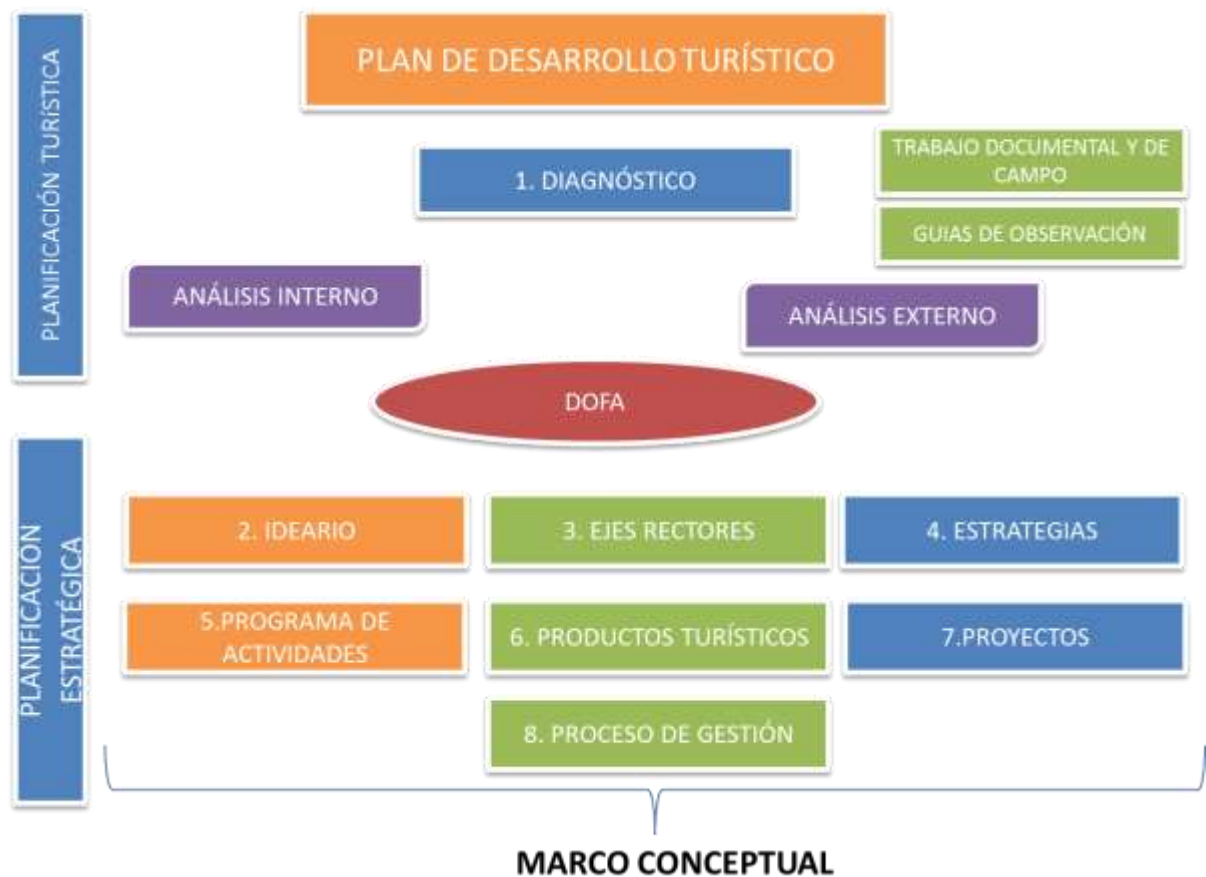 PLANIFICACIÓN TURÍSTICA
PLAN DE DESARROLLO TURÍSTICO
1. DIAGNÓSTICO
TRABAJO DOCUMENTAL Y DE
CAMPO
GUIAS DE OBSERVACIÓN
ANÁLISIS INTERNO
ANÁLISIS EXTERNO
DOFA
PLANIFICACION
ESTRATÉGICA
2. IDEARIO
3. EJES RECTORES
4. ESTRATEGIAS
5.PROGRAMA DE
ACTIVIDADES
6. PRODUCTOS TURÍSTICOS
7.PROYECTOS
8. PROCESO DE GESTIÓN
MARCO CONCEPTUAL